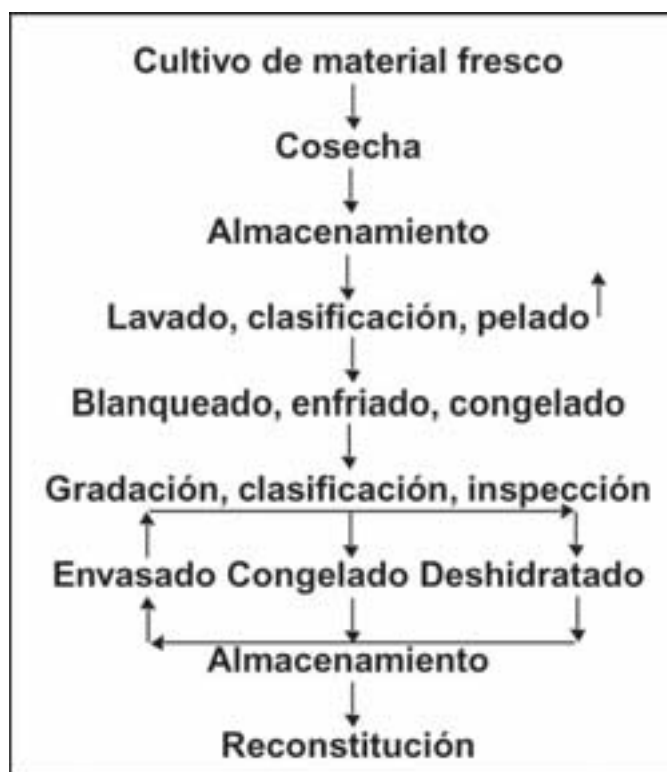 Cultivo de material fresco
Cosecha
Almacenamiento
Lavado, clasificación, pelado
Blanqueado, enfriado, congelado
Gradación, clasificación, inspección
Envasado Congelado Deshidratado
Almacenamiento
Reconstitución